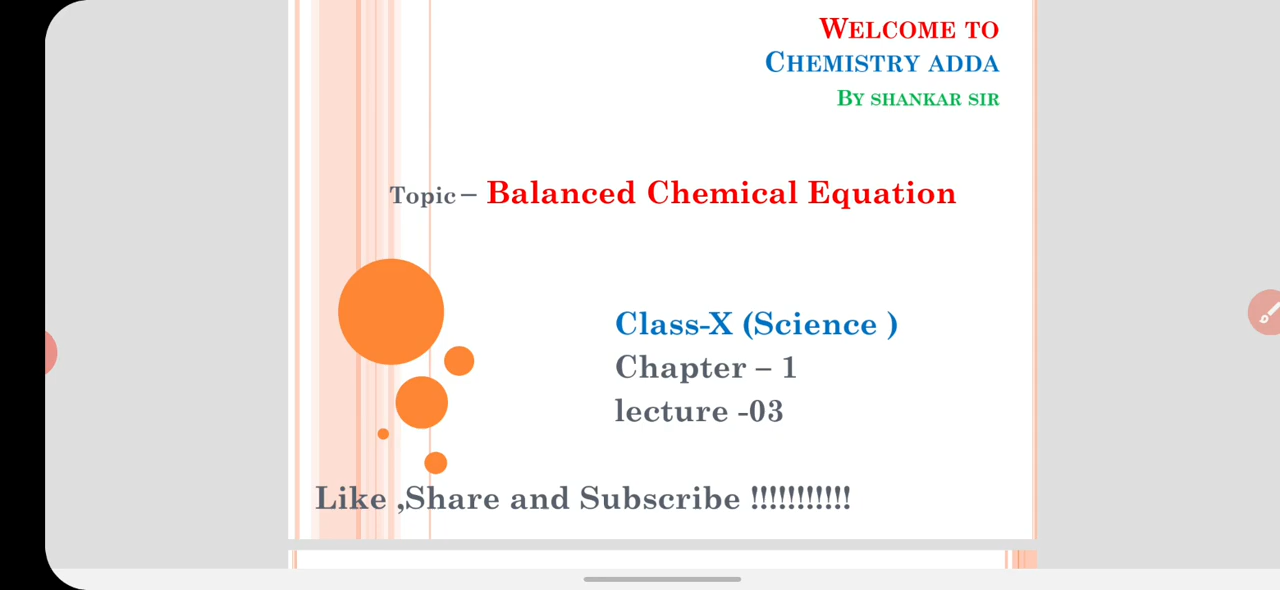 WELCOME TO
CHEMISTRY ADDA
BY SHANKAR SIR
Topic – Balanced Chemical Equation
Class-X (Science )
Chapter – 1
lecture -03
Like ,Share and Subscribe !!!!!!!!!!!